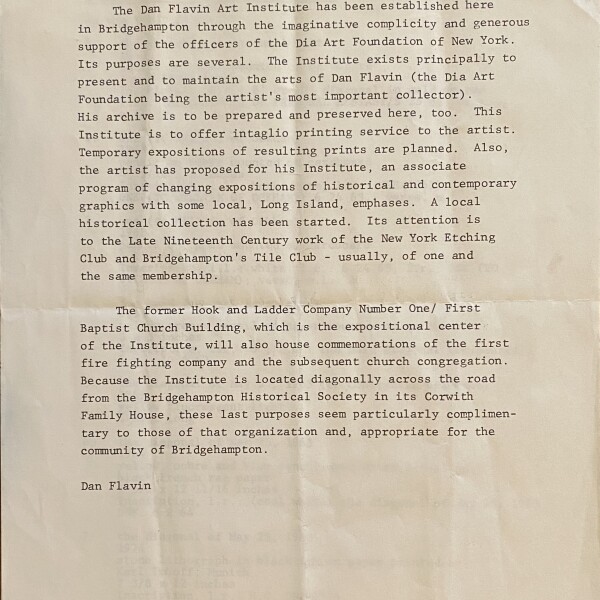 The Dan Flavin Art Institute has been established here
in Bridgehampton through the imaginative complicity and generous
support of the officers of the Dia Art Foundation of New York.
Its purposes are several. The Institute exists principally to
present and to maintain the arts of Dan Flavin (the Dia Art
Foundation being the artist's most important collector).
His archive is to be prepared and preserved here, too. This
Institute is to offer intaglio printing service to the artist.
Temporary expositions of resulting prints are planned. Also,
the artist has proposed for his Institute, an associate
program of changing expositions of historical and contemporary
graphics with some local, Long Island, emphases. A local
historical collection has been started. Its attention is
to the Late Nineteenth Century work of the New York Etching
Club and Bridgehampton's Tile Club - usually, of one and
the same membership.
The former Hook and Ladder Company Number One/ First
Baptist Church Building, which is the expositional center
of the Institute, will also house commemorations of the first
fire fighting company and the subsequent church congregation.
Because the Institute is located diagonally across the road
from the Bridgehampton Historical Society in its Corwith
Family House, these last purposes seem particularly complimen-
tary to those of that organization and, appropriate for the
community of Bridgehampton.
Dan Flavin